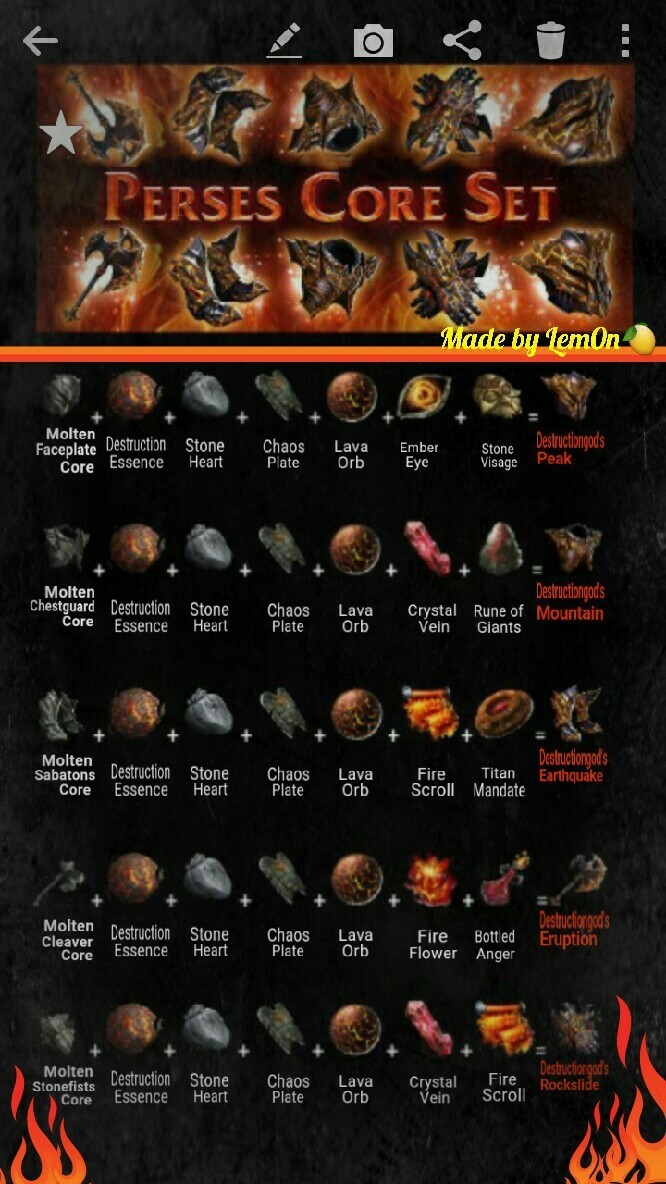 PERSES CORE SET
Made by Lem0n
Molten Faceplate Core + Destruction Essence + Stone Heart + Chaos Plate + Lava Orb + Ember Eye + Stone Visage = Destructiongod's Peak
Molten Chestguard Core + Destruction Essence + Stone Heart + Chaos Plate + Lava Orb + Crystal Vein + Rune of Giants = Destructiongod's Mountain
Molten Sabatons Core + Destruction Essence + Stone Heart + Chaos Plate + Lava Orb + Fire Scroll + Titan Mandate = Destructiongod's Earthquake
Molten Cleaver Core + Destruction Essence + Stone Heart + Chaos Plate + Lava Orb + Fire Flower + Bottled Anger = Destructiongod's Eruption
Molten Stonefists Core + Destruction Essence + Stone Heart + Chaos Plate + Lava Orb + Crystal Vein + Fire Scroll = Destructiongod's Rockslide